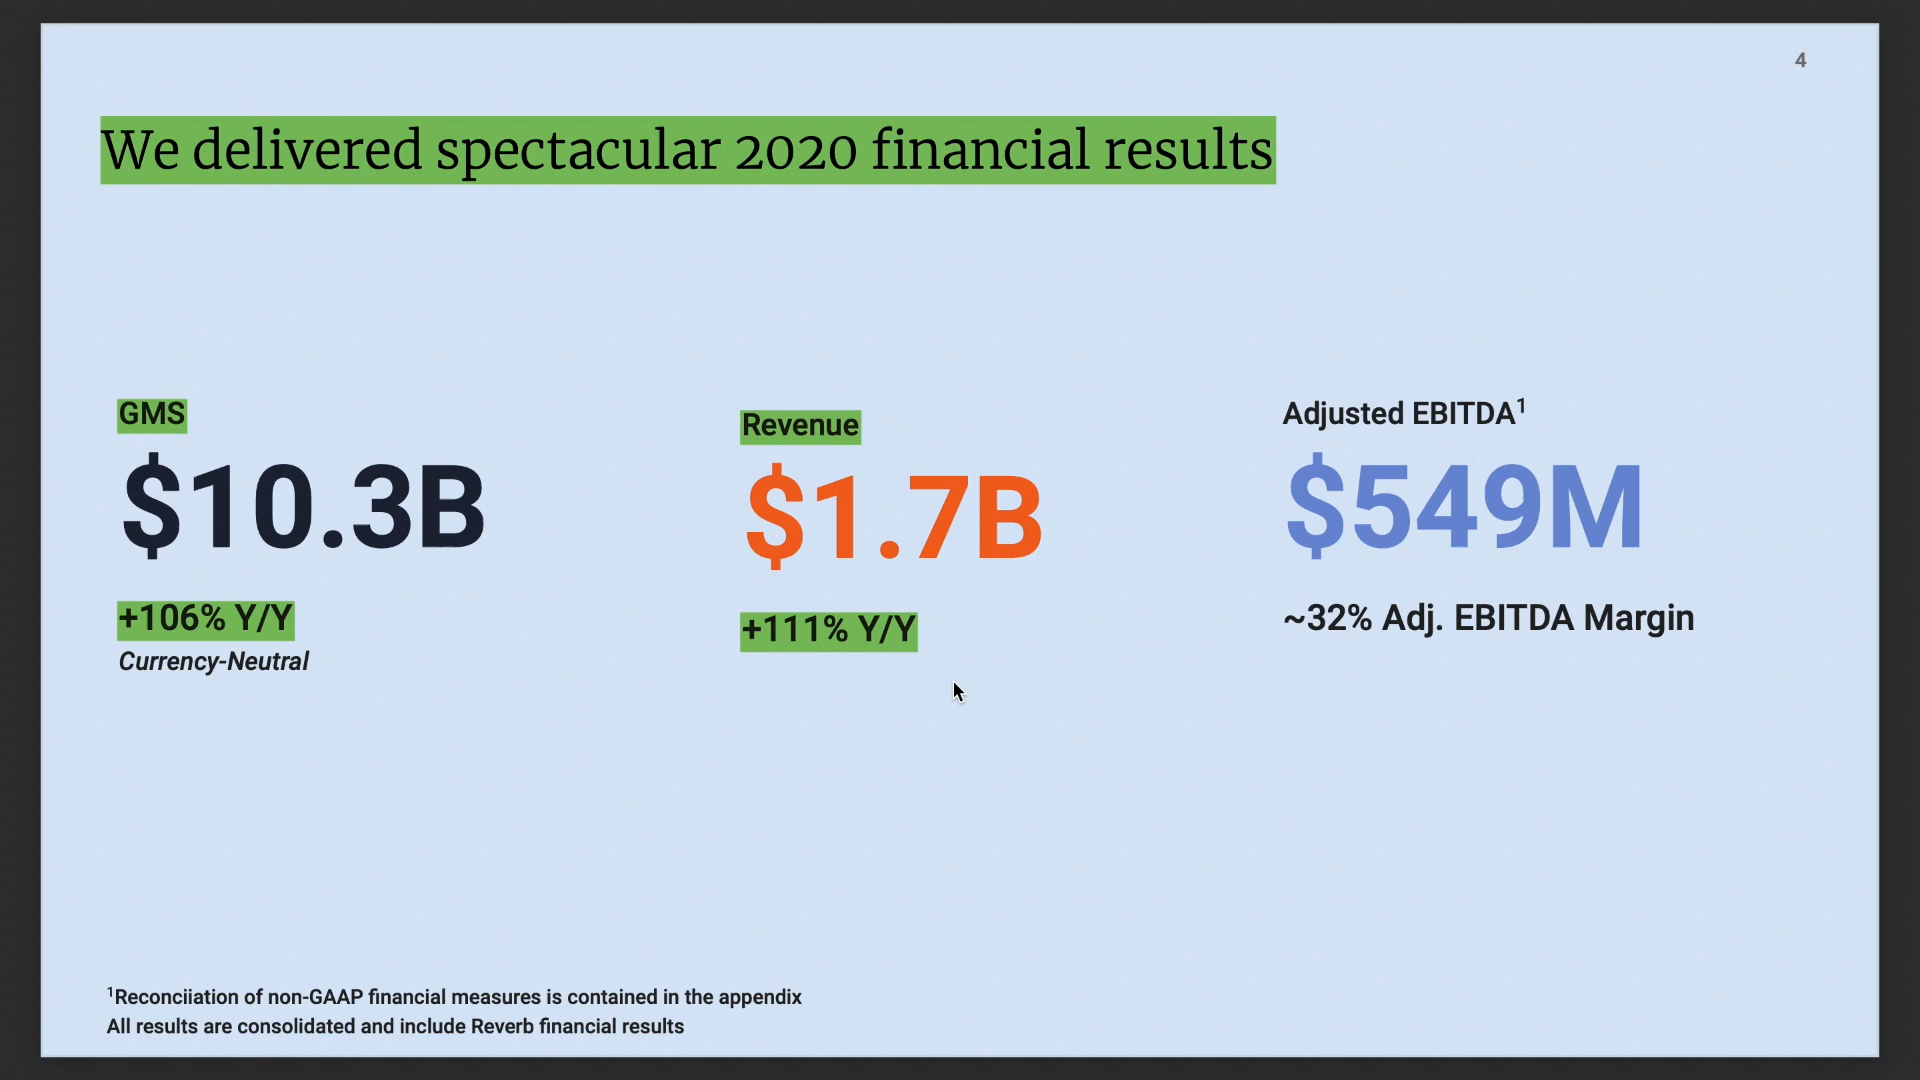 4
We delivered spectacular 2020 financial results
GMS
$10.3B
+106% Y/Y
Currency-Neutral
Revenue
$1.7B
+111% Y/Y
Adjusted EBITDA¹
$549M
~32% Adj. EBITDA Margin
¹Reconciiation of non-GAAP financial measures is contained in the appendix
All results are consolidated and include Reverb financial results